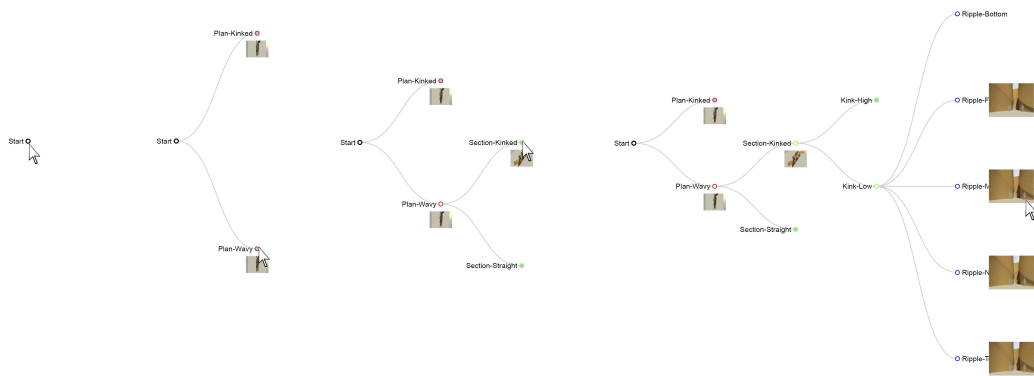 Start
Start
Plan-Kinked
Plan-Wavy
Start
Plan-Kinked
Plan-Wavy
Section-Kinked
Section-Straight
Start
Plan-Kinked
Plan-Wavy
Section-Kinked
Section-Straight
Kink-High
Kink-Low
Ripple-Bottom